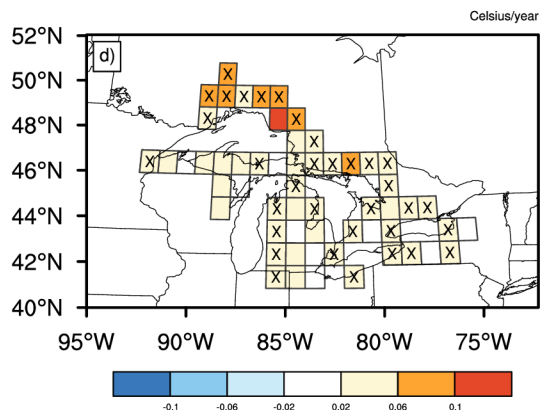 Celsius/year
52°N
d)
50°N
X
X X X X X
X X
48°N
X
46°N
X X X X X X X
X X
44°N
X X X X X
X X X X
42°N
X X X X X
X X
40°N
95°W 90°W 85°W 80°W 75°W
-0.1 -0.06 -0.02 0.02 0.06 0.1